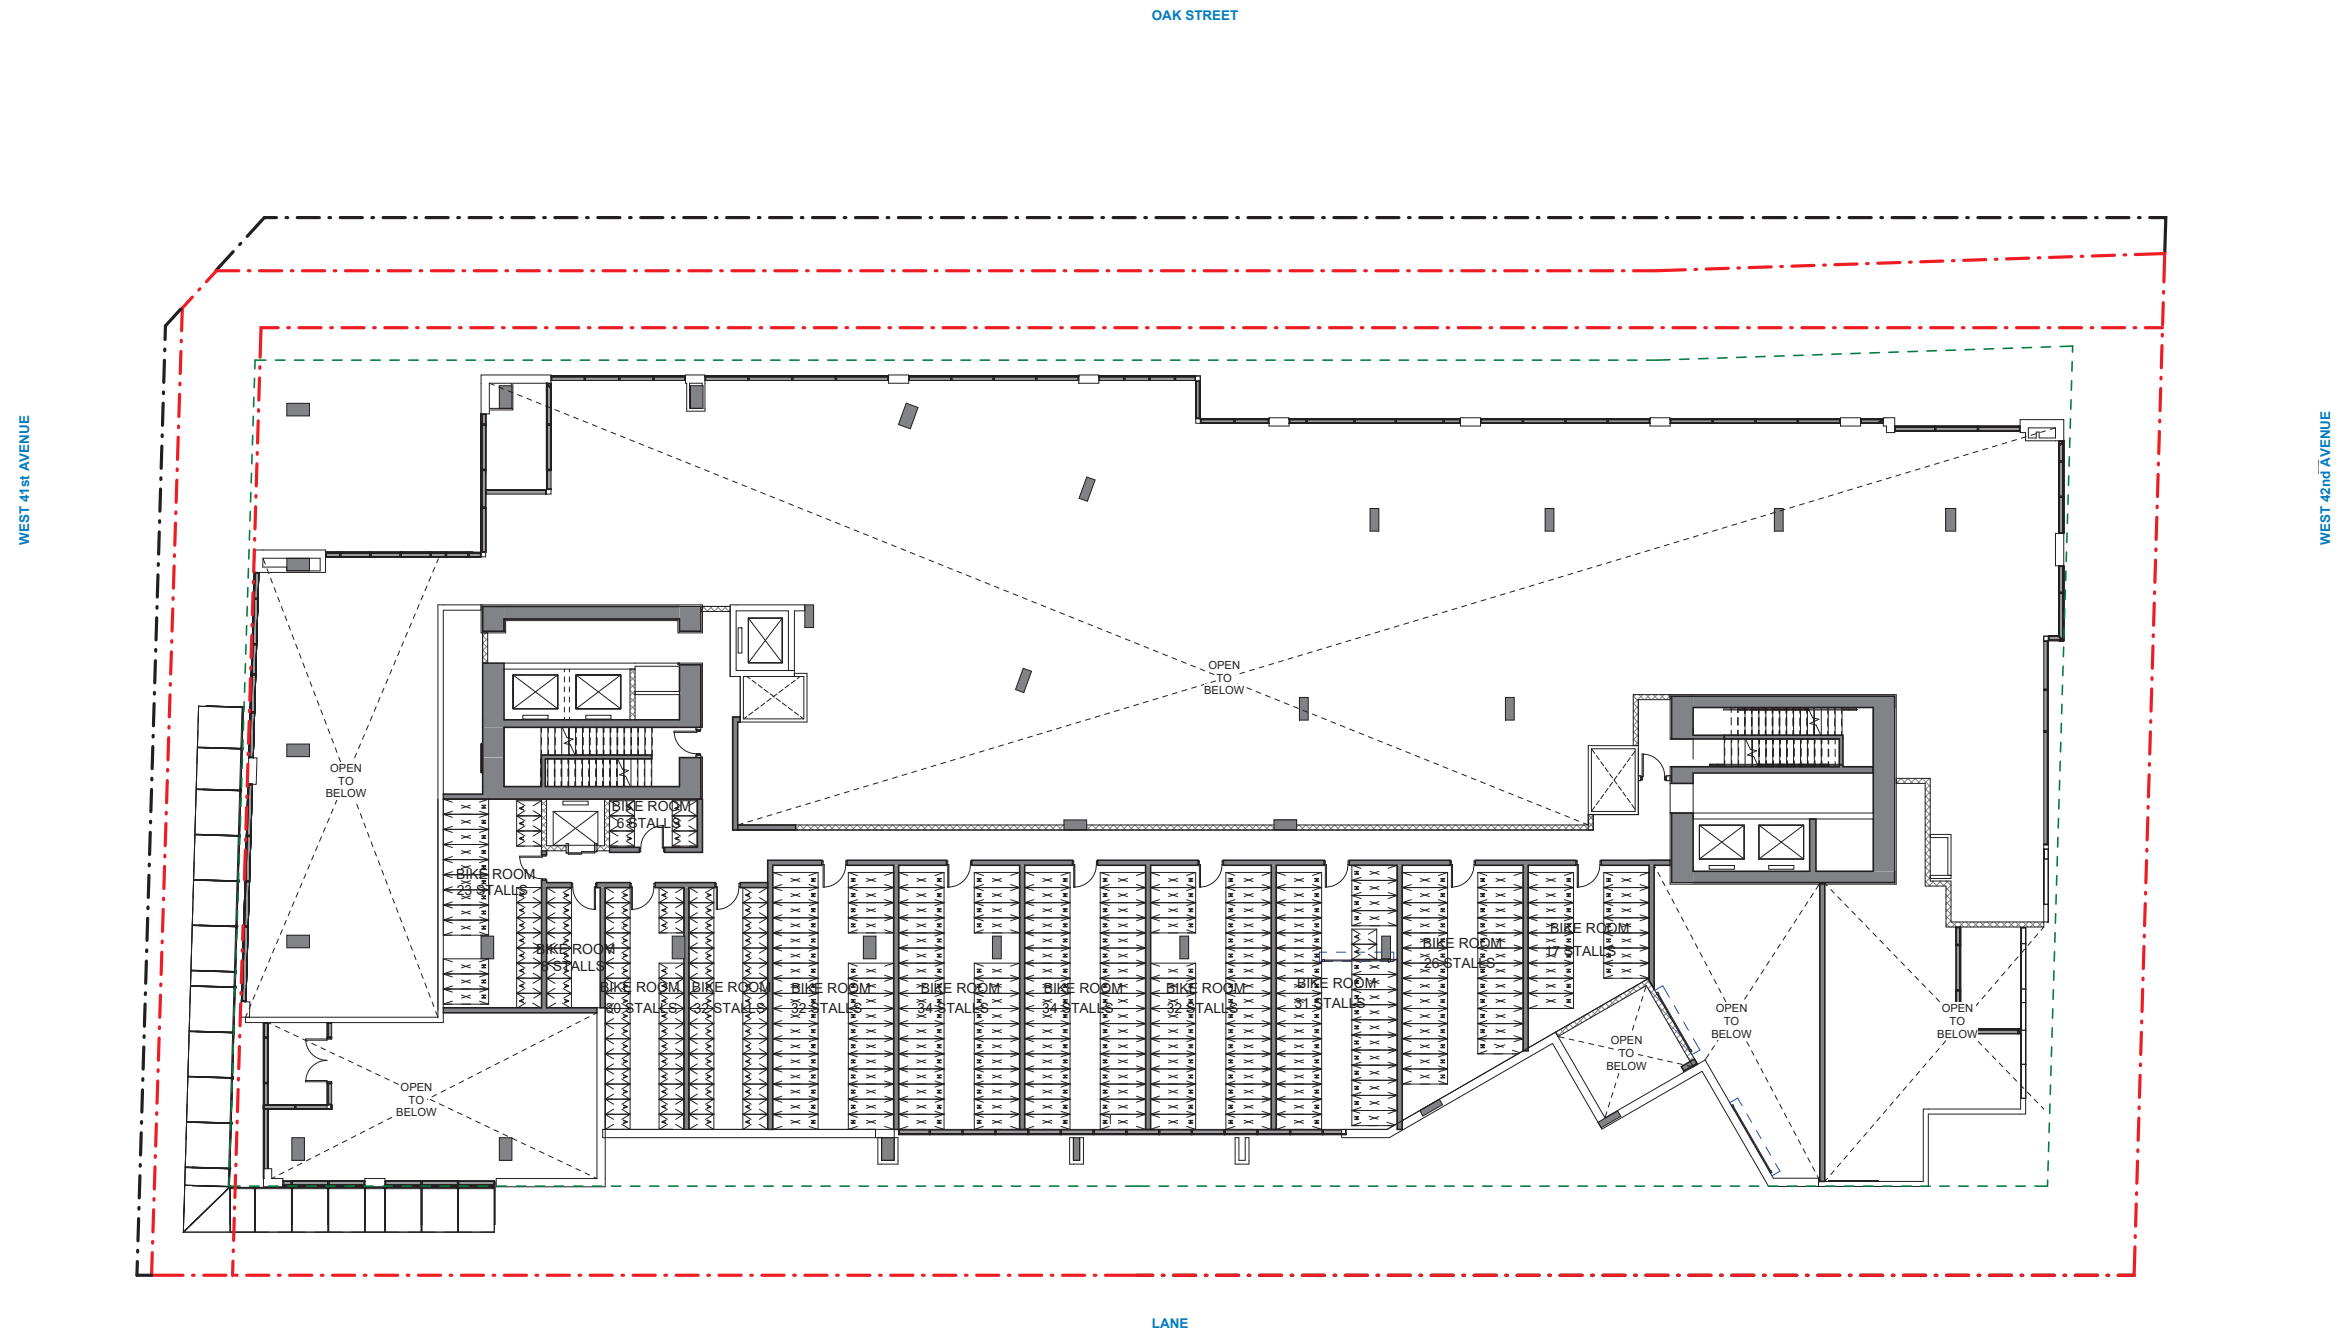 OAK STREET
WEST 41st AVENUE
WEST 42nd AVENUE
OPEN
TO
BELOW
OPEN
TO
BELOW
BIKE ROOM
6 STALLS
BIKE ROOM
23 STALLS
BIKE ROOM
8 STALLS
BIKE ROOM
30 STALLS
BIKE ROOM
32 STALLS
BIKE ROOM
32 STALLS
BIKE ROOM
34 STALLS
BIKE ROOM
34 STALLS
BIKE ROOM
32 STALLS
BIKE ROOM
31 STALLS
BIKE ROOM
26 STALLS
BIKE ROOM
17 STALLS
OPEN
TO
BELOW
OPEN
TO
BELOW
OPEN
TO
BELOW
OPEN
TO
BELOW
LANE